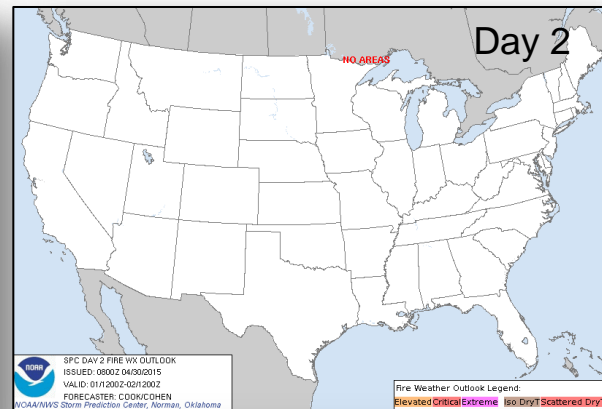 Day 2
NO AREAS
NOAA
SPC DAY 2 FIRE WX OUTLOOK
ISSUED: 0800Z 04/30/2015
VALID: 01/1200Z-02/1200Z
FORECASTER: COOK/COHEN
NOAA/NWS Storm Prediction Center, Norman, Oklahoma
Fire Weather Outlook Legend:
Elevated Critical Extreme Iso DryT Scattered DryT